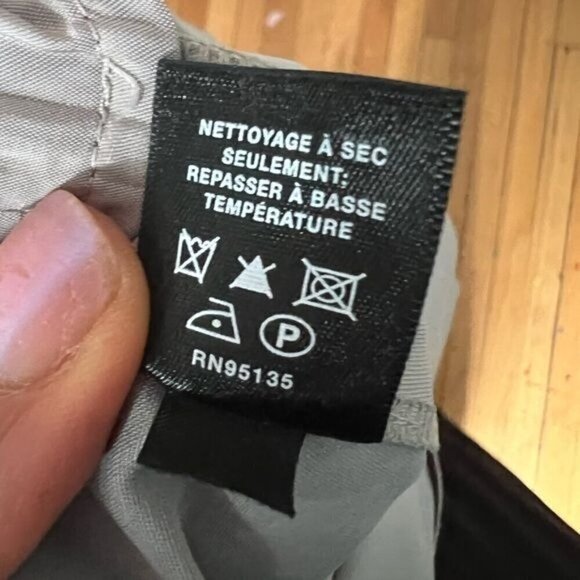 NETTOYAGE À SEC
SEULEMENT;
REPASSER À BASSE
TEMPÉRATURE
P
RN95135